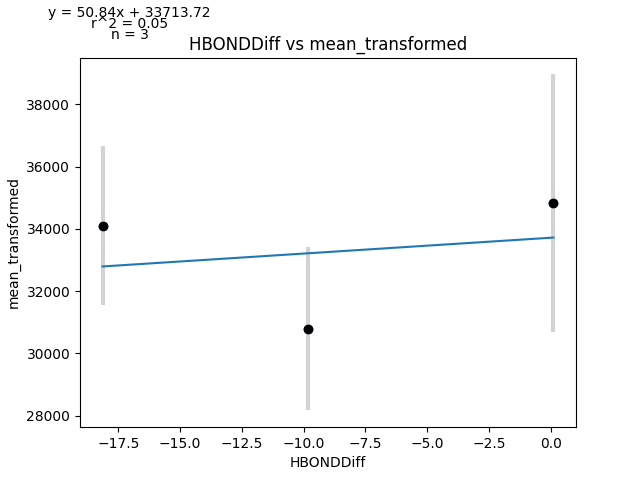 y = 50.84x + 33713.72
r^2 = 0.05
n = 3
HBONDDiff vs mean_transformed
38000
36000
34000
32000
30000
28000
mean_transformed
−17.5 −15.0 −12.5 −10.0 −7.5 −5.0 −2.5 0.0
HBONDDiff